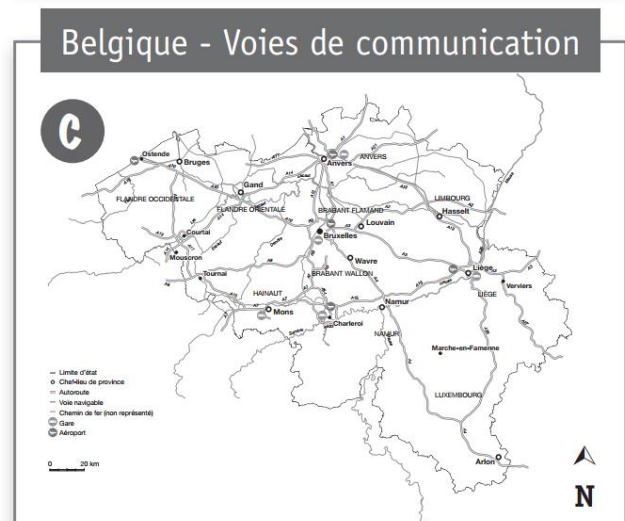 Belgique - Voies de communication
C
Ostende
Bruges
Anvers
ANVERS
FLANDRE OCCIDENTALE
Gand
FLANDRE ORIENTALE
BRABANT FLAMAND
LIMBOURG
Hasselt
Louvain
Courtai
Bruxelles
Mouscron
Wavre
Liège
Tournai
BRABANT WALLON
HAINAUT
LIÈGE
Verviers
Mons
Namur
Charleroi
NAMUR
Marche-en-Famenne
LUXEMBOURG
Arlon
Limite d'état
Chef-lieu de province
Autoroute
Voie navigable
Chemin de fer (non représenté)
Gare
Aéroport
0 20 km
N